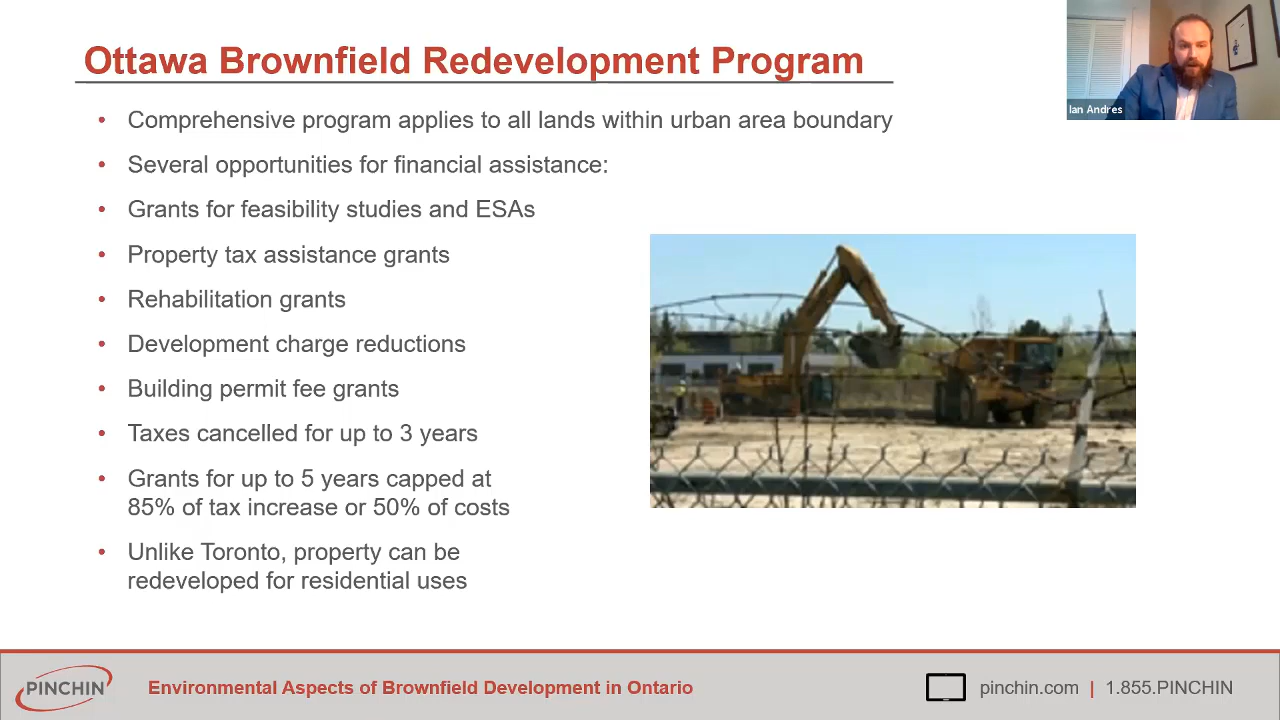 Ottawa Brownfield Redevelopment Program
Ian Andres
• Comprehensive program applies to all lands within urban area boundary
• Several opportunities for financial assistance:
• Grants for feasibility studies and ESAs
• Property tax assistance grants
• Rehabilitation grants
• Development charge reductions
• Building permit fee grants
• Taxes cancelled for up to 3 years
• Grants for up to 5 years capped at
85% of tax increase or 50% of costs
• Unlike Toronto, property can be
redeveloped for residential uses
PINCHIN
Environmental Aspects of Brownfield Development in Ontario
pinchin.com | 1.855.PINCHIN